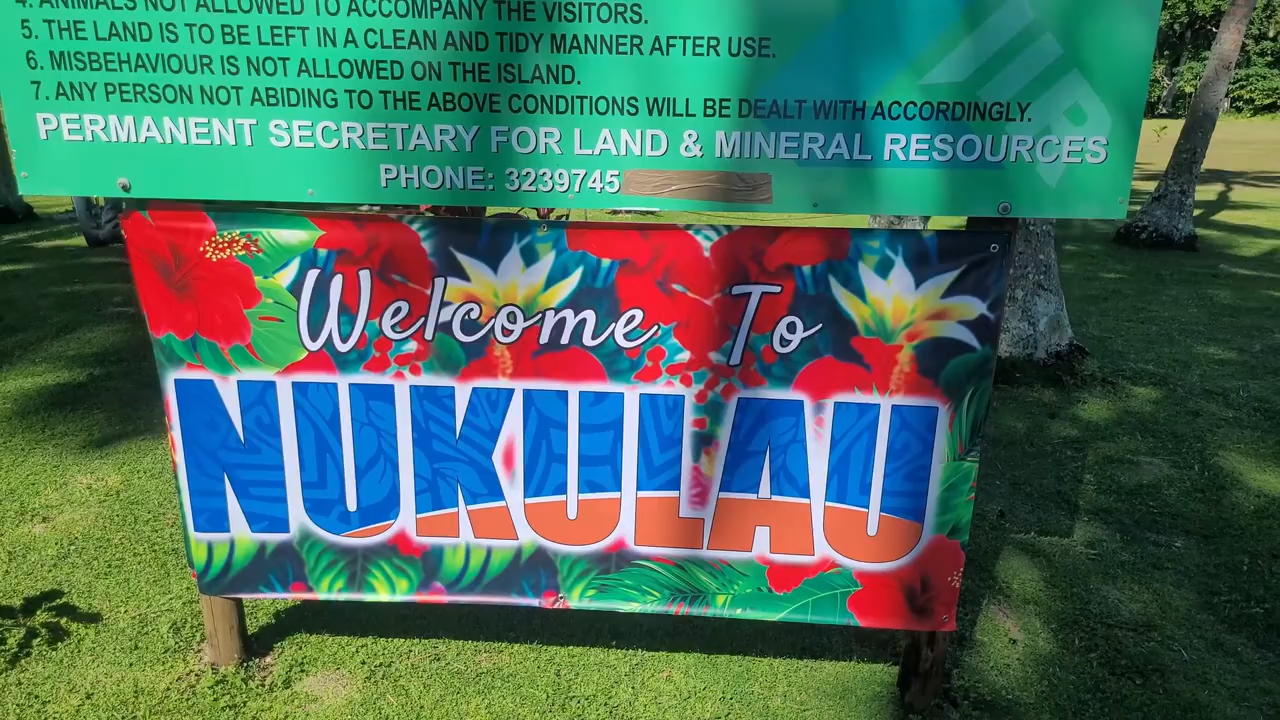 4. ANIMALS NOT ALLOWED TO ACCOMPANY THE VISITORS.
5. THE LAND IS TO BE LEFT IN A CLEAN AND TIDY MANNER AFTER USE.
6. MISBEHAVIOUR IS NOT ALLOWED ON THE ISLAND.
7. ANY PERSON NOT ABIDING TO THE ABOVE CONDITIONS WILL BE DEALT WITH ACCORDINGLY.
PERMANENT SECRETARY FOR LAND & MINERAL RESOURCES
PHONE: 3239745
Welcome To
NUKULAU